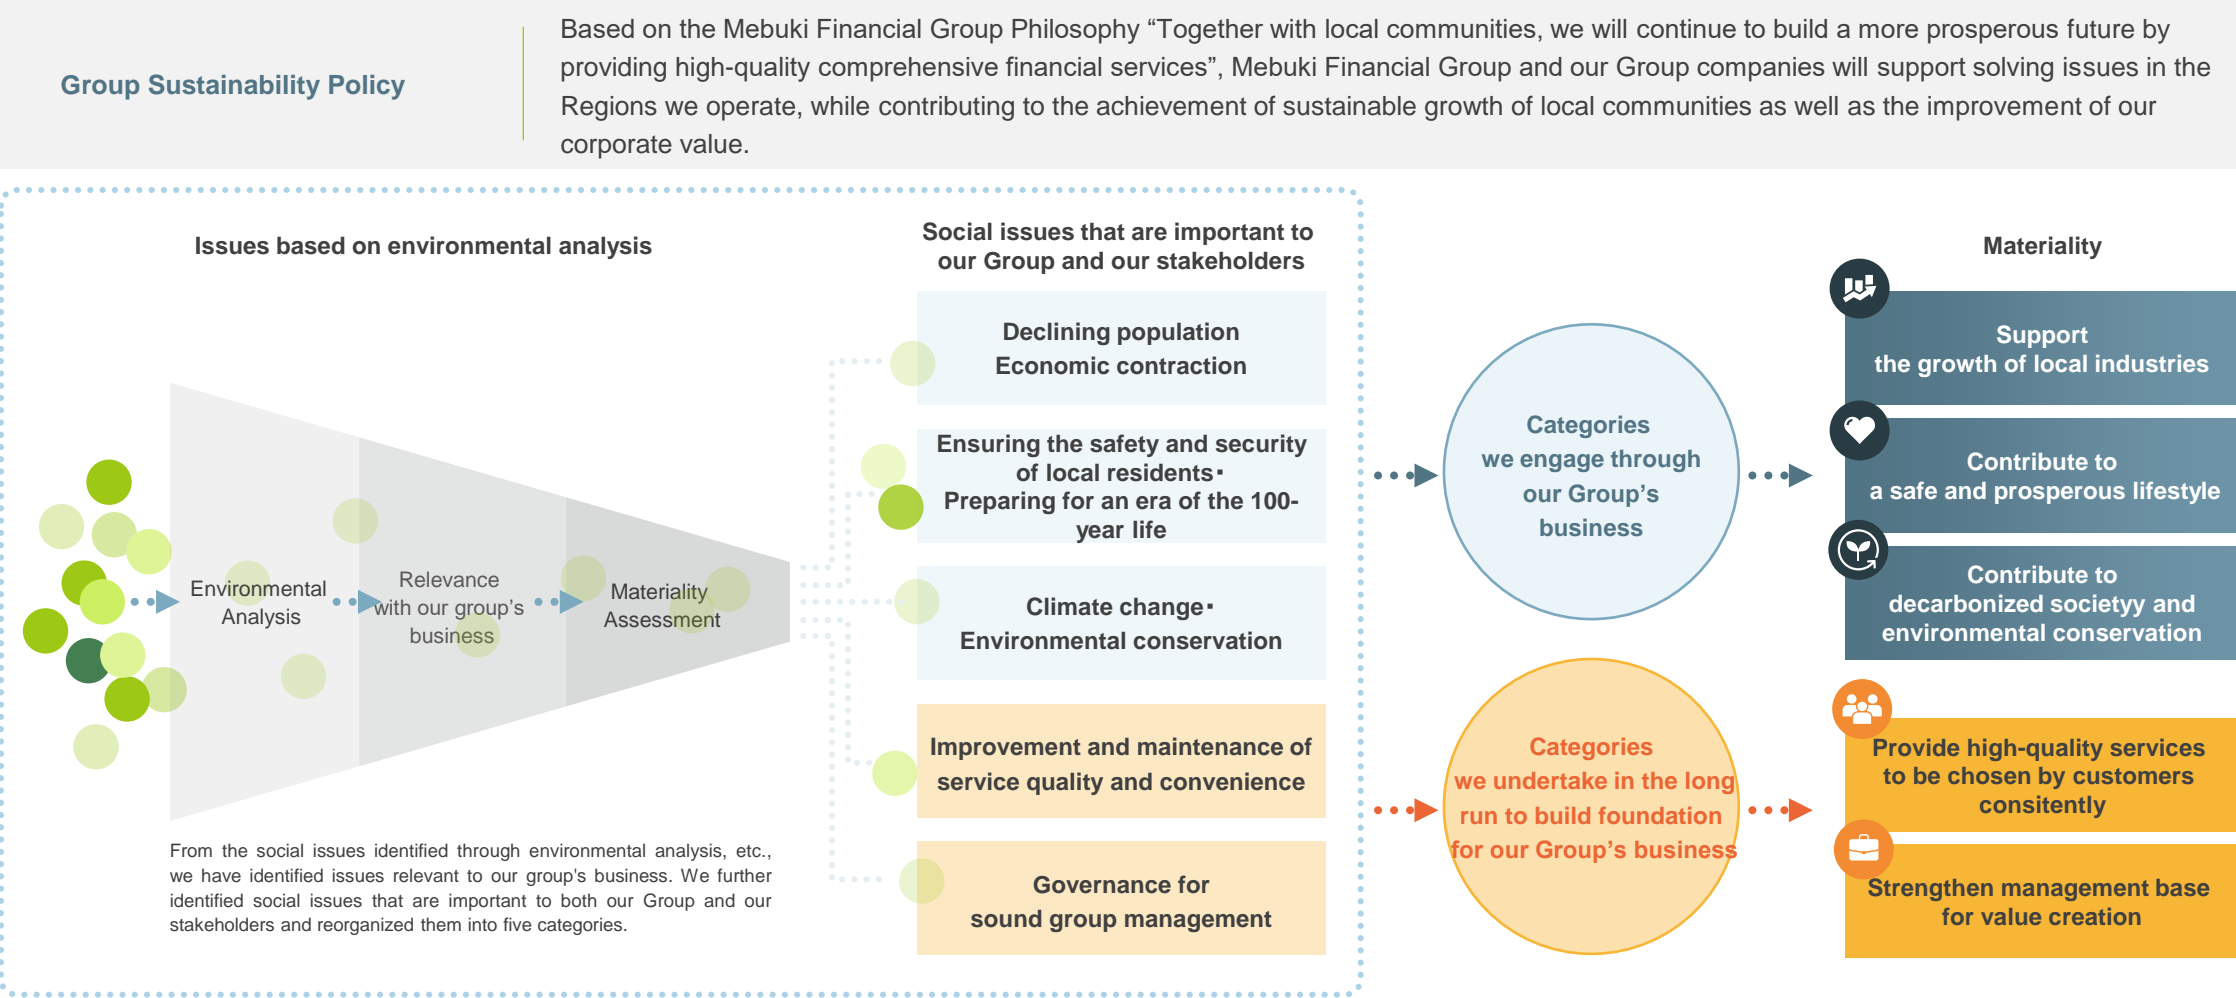 Group Sustainability Policy
Based on the Mebuki Financial Group Philosophy “Together with local communities, we will continue to build a more prosperous future by
providing high-quality comprehensive financial services”, Mebuki Financial Group and our Group companies will support solving issues in the
Regions we operate, while contributing to the achievement of sustainable growth of local communities as well as the improvement of our
corporate value.
Issues based on environmental analysis
Environmental
Analysis
Relevance
with our group’s
business
Materiality
Assessment
From the social issues identified through environmental analysis, etc.,
we have identified issues relevant to our group’s business. We further
identified social issues that are important to both our Group and our
stakeholders and reorganized them into five categories.
Social issues that are important to
our Group and our stakeholders
Declining population
Economic contraction
Ensuring the safety and security
of local residents・
Preparing for an era of the 100-
year life
Climate change・
Environmental conservation
Improvement and maintenance of
service quality and convenience
Governance for
sound group management
Categories
we engage through
our Group’s
business
Categories
we undertake in the long
run to build foundation
for our Group’s business
Materiality
Support
the growth of local industries
Contribute to
a safe and prosperous lifestyle
Contribute to
decarbonized societyy and
environmental conservation
Provide high-quality services
to be chosen by customers
consitently
Strengthen management base
for value creation